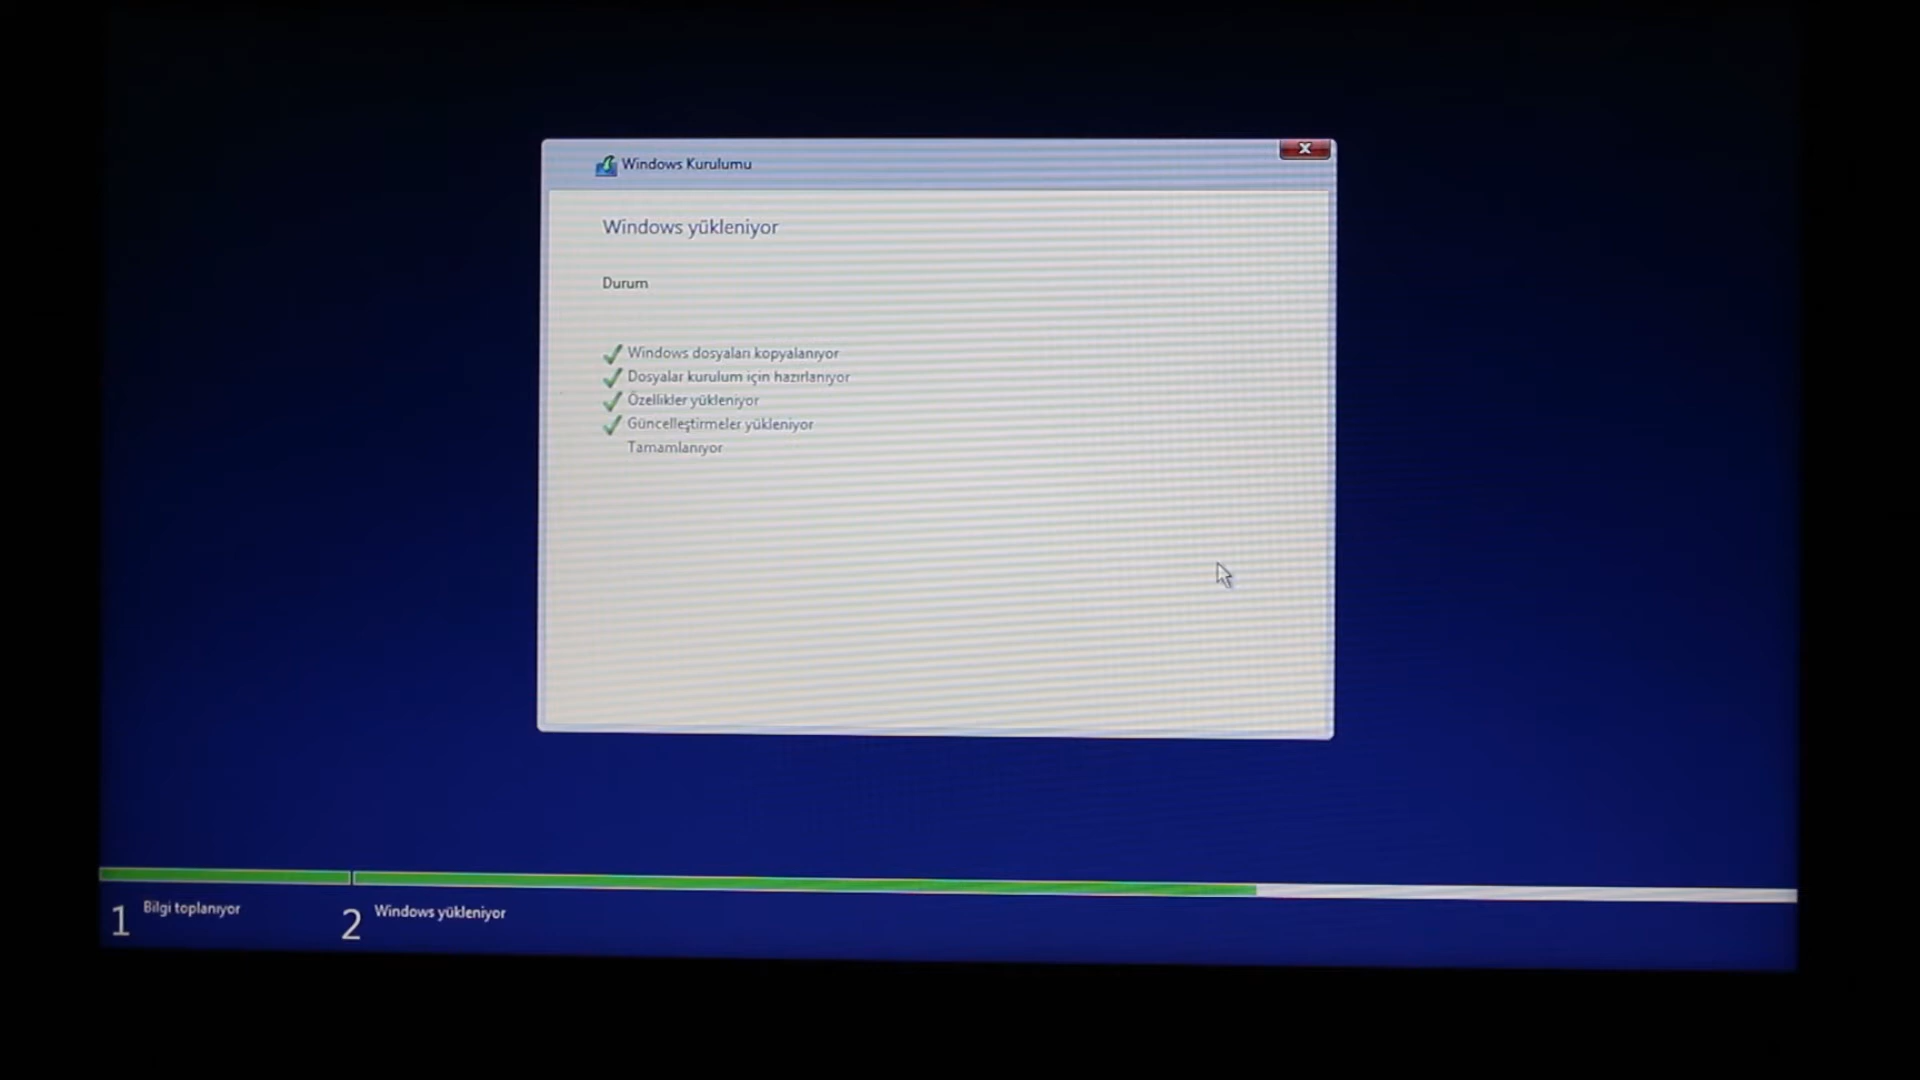 Windows Kurulumu
Windows yükleniyor
Durum
Windows dosyaları kopyalanıyor
Dosyalar kurulum için hazırlanıyor
Özellikler yükleniyor
Güncelleştirmeler yükleniyor
Tamamlanıyor
1 Bilgi toplanıyor
2 Windows yükleniyor